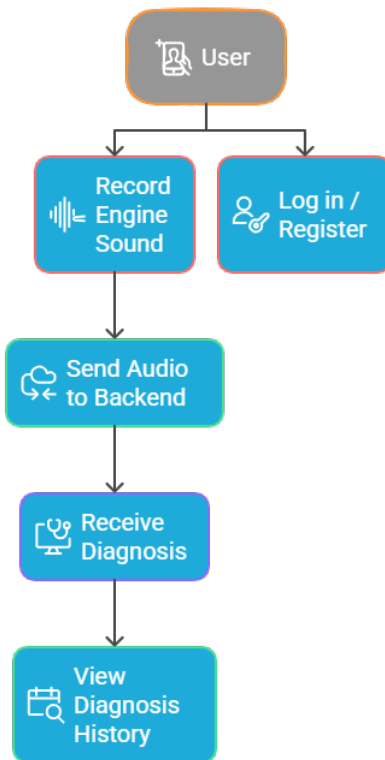 User
Record
Engine
Sound
Log in /
Register
Send Audio
to Backend
Receive
Diagnosis
View
Diagnosis
History